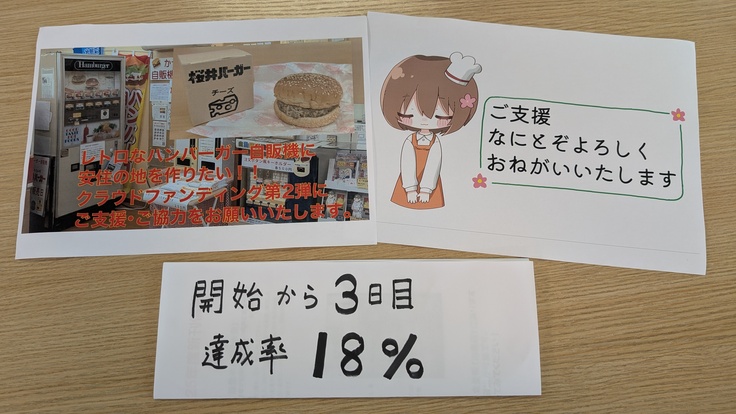 Hamburger
桜井バーガー
チーズ
レトロなハンバーガー自販機に
安住の地を作りたい！！
クラウドファンディング第2弾に
ご支援・ご協力をお願いいたします。
ご支援
なにとぞよろしく
おねがいいたします
開始から3日目
達成率 18%